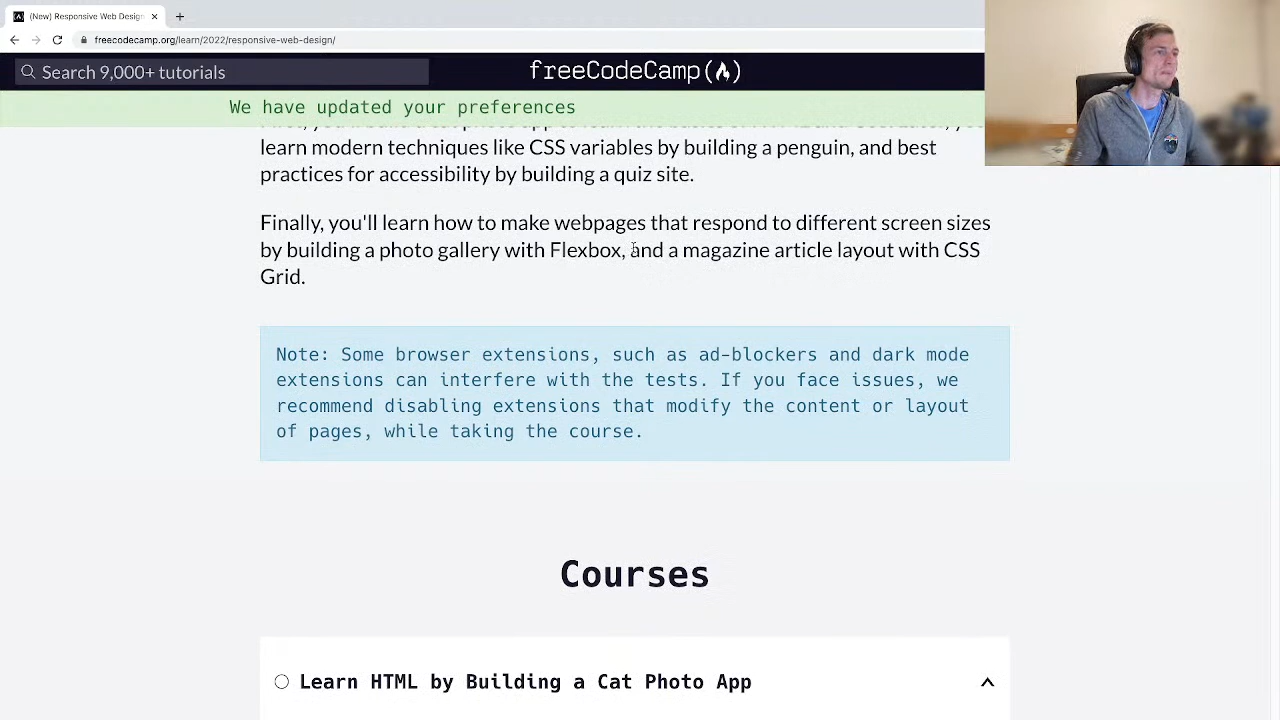 (New) Responsive Web Design
freecodecamp.org/learn/2022/responsive-web-design/
Search 9,000+ tutorials
freeCodeCamp
We have updated your preferences
learn modern techniques like CSS variables by building a penguin, and best
practices for accessibility by building a quiz site.
Finally, you'll learn how to make webpages that respond to different screen sizes
by building a photo gallery with Flexbox, and a magazine article layout with CSS
Grid.
Note: Some browser extensions, such as ad-blockers and dark mode
extensions can interfere with the tests. If you face issues, we
recommend disabling extensions that modify the content or layout
of pages, while taking the course.
Courses
Learn HTML by Building a Cat Photo App